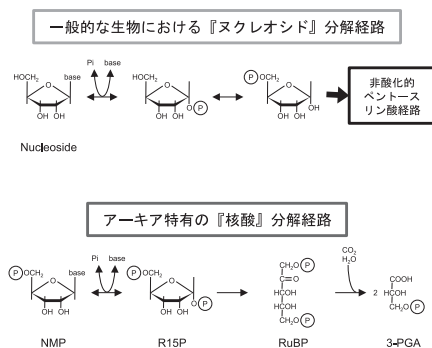 一般的な生物における『ヌクレオシド』分解経路
Pi base
HOCH₂ base
OH OH
HOCH₂
O P
OH OH
P OCH₂
OH
OH OH
非酸化的
ペントース
リン酸経路
Nucleoside
アーキア特有の『核酸』分解経路
Pi base
P OCH₂ base
OH OH
P OCH₂
O P
OH OH
CH₂O P
C=O
CHOH
CHOH
CH₂O P
CO₂
H₂O
2
COOH
CHOH
CH₂O P
NMP R15P RuBP 3-PGA